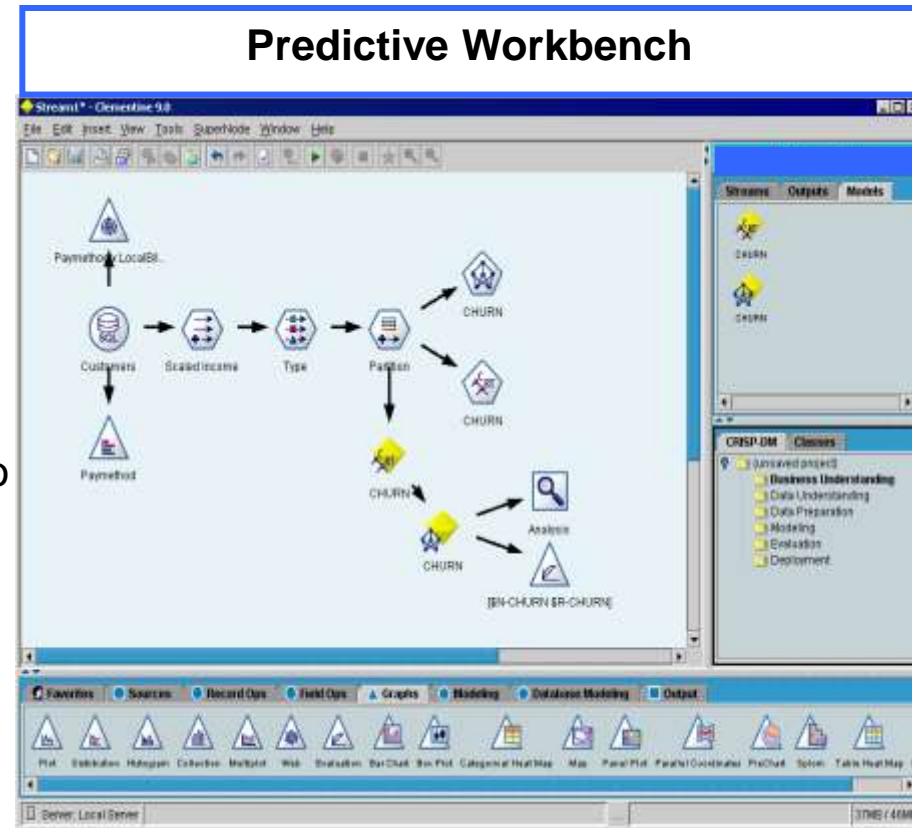 Predictive Workbench
Stream1* - Clementine 9.0
File Edit Insert View Tools SuperNode Window Help
Streams Outputs Models
CHURN
CHURN
Paymethod x LocalBil...
Customers
Scaled Income
Type
Partition
CHURN
CHURN
Paymethod
CHURN
CHURN
Analysis
[$N-CHURN $R-CHURN]
CRISP-DM Classes
(unsaved project)
Business Understanding
Data Understanding
Data Preparation
Modeling
Evaluation
Deployment
Favorites Sources Record Ops Field Ops Graphs Modeling Database Modeling Output
Plot Distribution Histogram Collection Multiplot Web Evaluation Bar Chart Box Plot Categorical Heat Map Map Panel Plot Parallel Coordinates Pie Chart Splom Table Heat Map
Server: Local Server